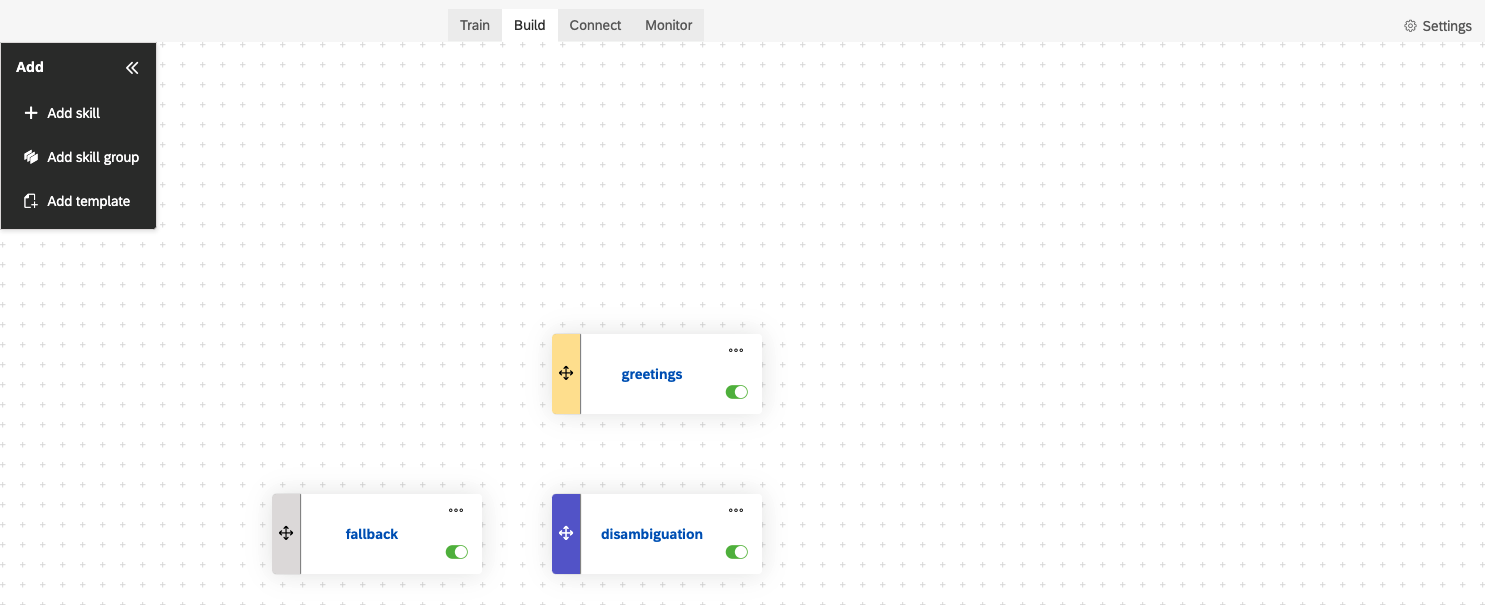 Train Build Connect Monitor
Settings
Add
Add skill
Add skill group
Add template
greetings
fallback
disambiguation